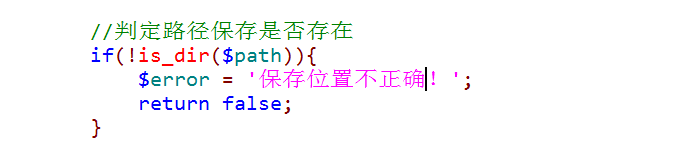 //判定路径保存是否存在
if(!is_dir($path)){
    $error = '保存位置不正确！';
    return false;
}